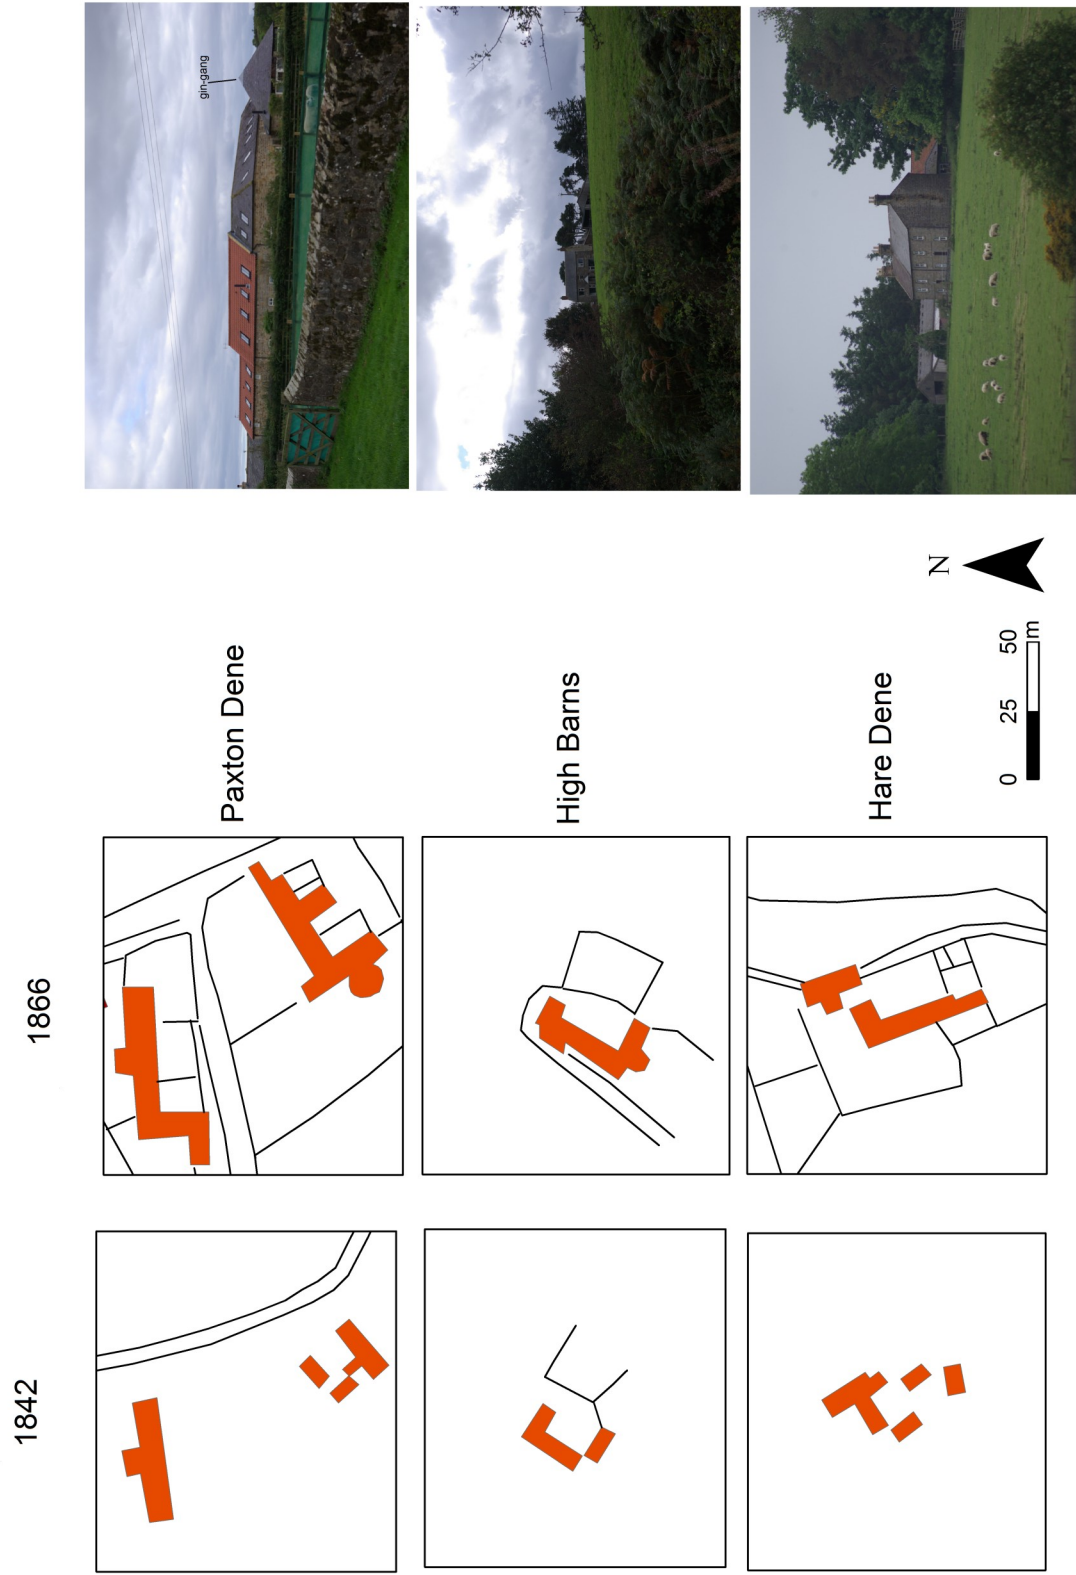 1842
1866
Paxton Dene
gin-gang
High Barns
Hare Dene
0 25 50
m
N